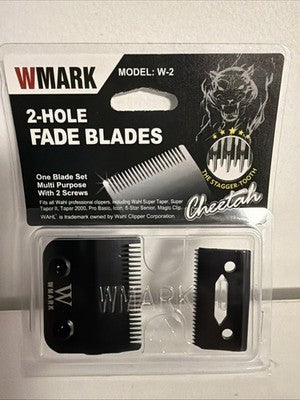 WMARK
MODEL: W-2
2-HOLE
FADE BLADES
One Blade Set
Multi Purpose
With 2 Screws
THE STAGGER-TOOTH
Cheetah
Fits all Wahl professional clippers, including Wahl Super Taper, Super
Taper II, Taper 2000, Pro Basic, Icon, 5 Star Senior, Magic Clip.
WAHL is trademark owned by Wahl Clipper Corporation.
W
WMARK
WMARK